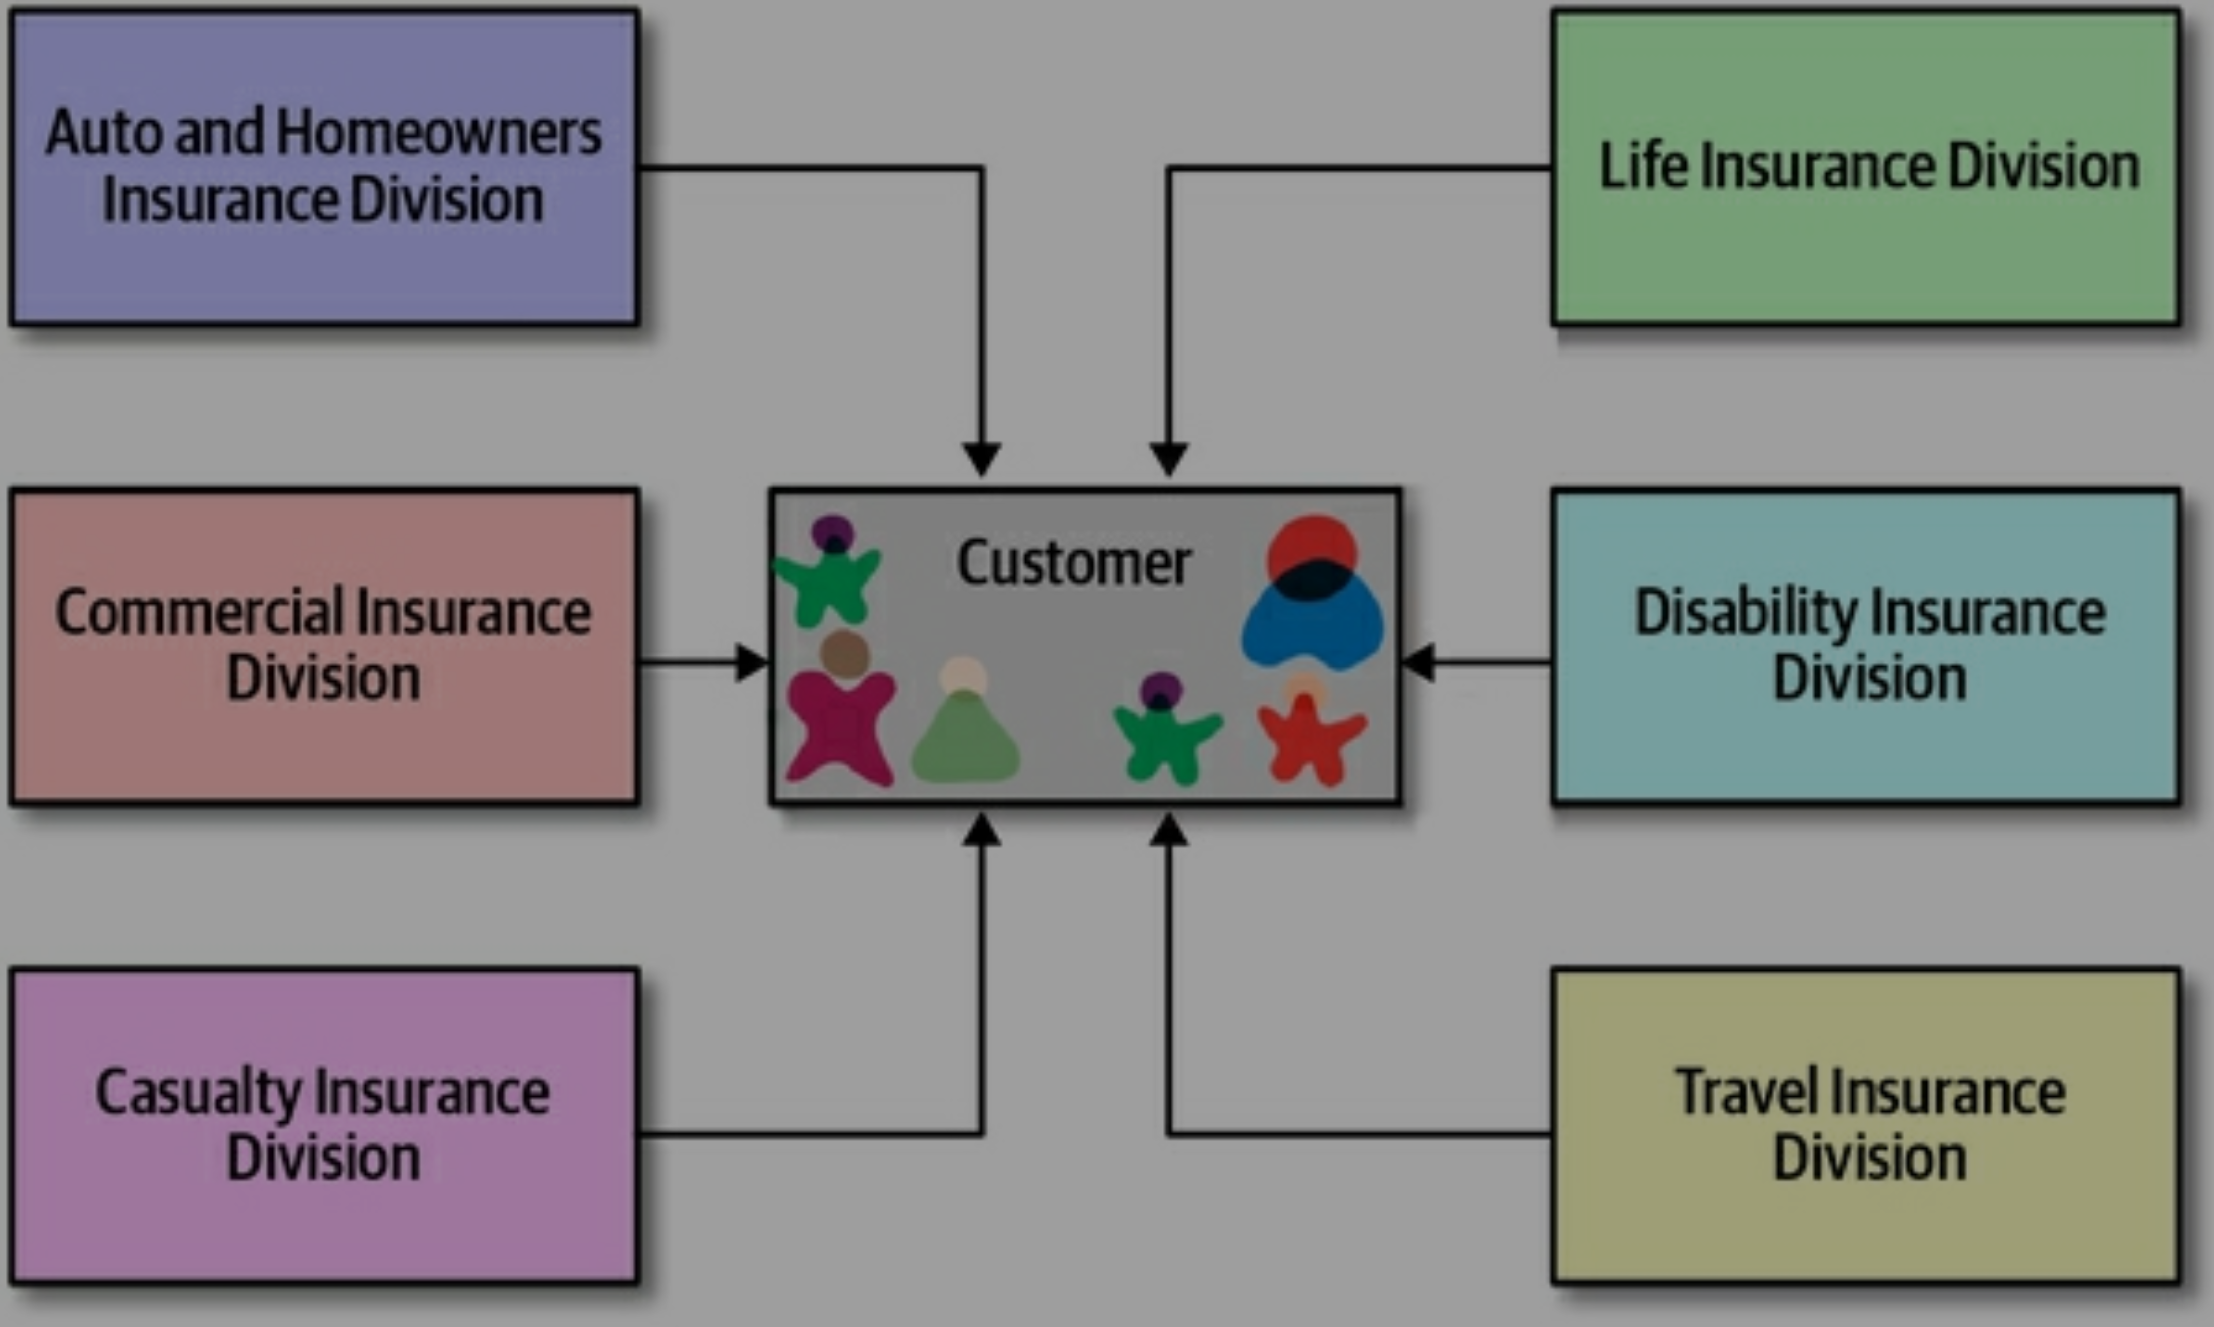 Auto and Homeowners
Insurance Division
Life Insurance Division
Customer
Commercial Insurance
Division
Disability Insurance
Division
Casualty Insurance
Division
Travel Insurance
Division